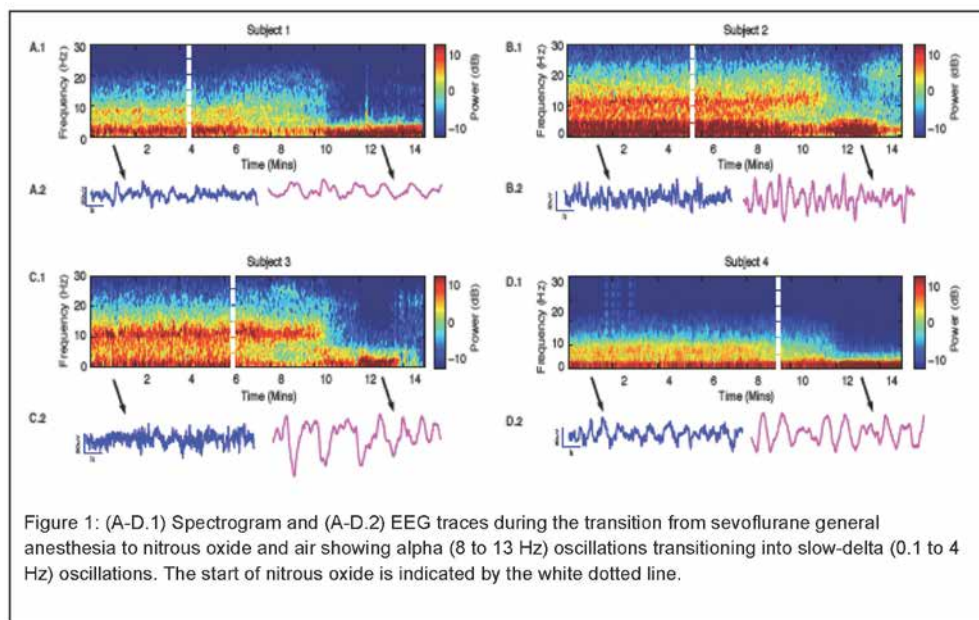 Subject 1
Subject 2
A.1
Frequency (Hz)
30
20
10
0
2 4 6 8 10 12 14
Time (Mins)
10
0
−10
Power (dB)
B.1
Frequency (Hz)
30
20
10
0
2 4 6 8 10 12 14
Time (Mins)
10
0
−10
Power (dB)
A.2
B.2
Subject 3
Subject 4
C.1
Frequency (Hz)
30
20
10
0
2 4 6 8 10 12 14
Time (Mins)
10
0
−10
Power (dB)
D.1
Frequency (Hz)
30
20
10
0
2 4 6 8 10 12 14
Time (Mins)
10
0
−10
Power (dB)
C.2
D.2
Figure 1: (A-D.1) Spectrogram and (A-D.2) EEG traces during the transition from sevoflurane general
anesthesia to nitrous oxide and air showing alpha (8 to 13 Hz) oscillations transitioning into slow-delta (0.1 to 4
Hz) oscillations. The start of nitrous oxide is indicated by the white dotted line.